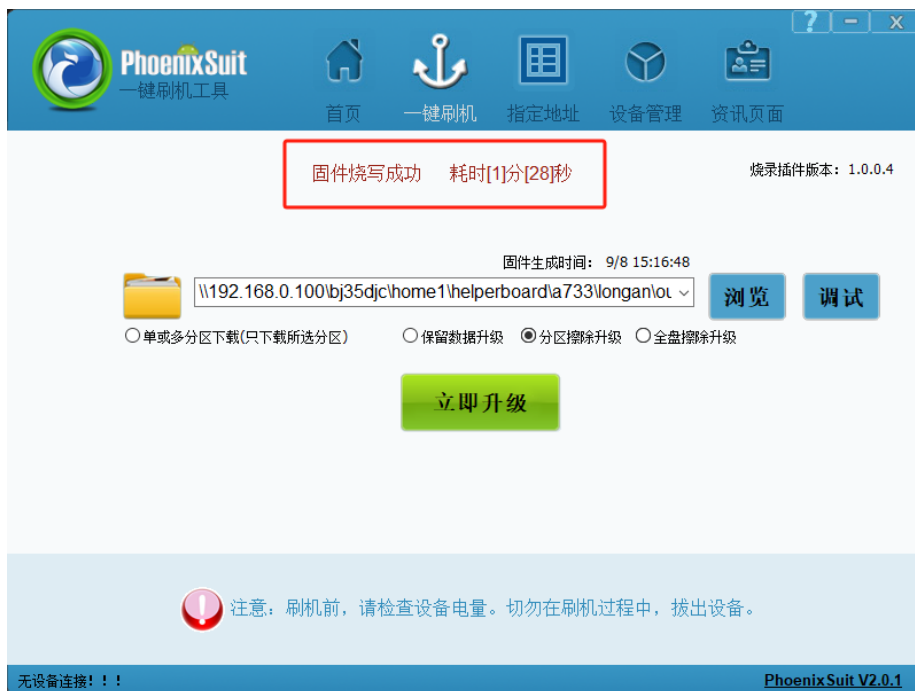 ? - x
PhoenixSuit
一键刷机工具
首页 一键刷机 指定地址 设备管理 资讯页面
固件烧写成功 耗时[1]分[28]秒
烧录插件版本：1.0.0.4
固件生成时间： 9/8 15:16:48
\\192.168.0.100\bj35djc\home1\helperboard\a733\longan\ou
浏览 调试
单或多分区下载(只下载所选分区) 保留数据升级 分区擦除升级 全盘擦除升级
立即升级
注意：刷机前，请检查设备电量。切勿在刷机过程中，拔出设备。
无设备连接！！！
PhoenixSuit V2.0.1